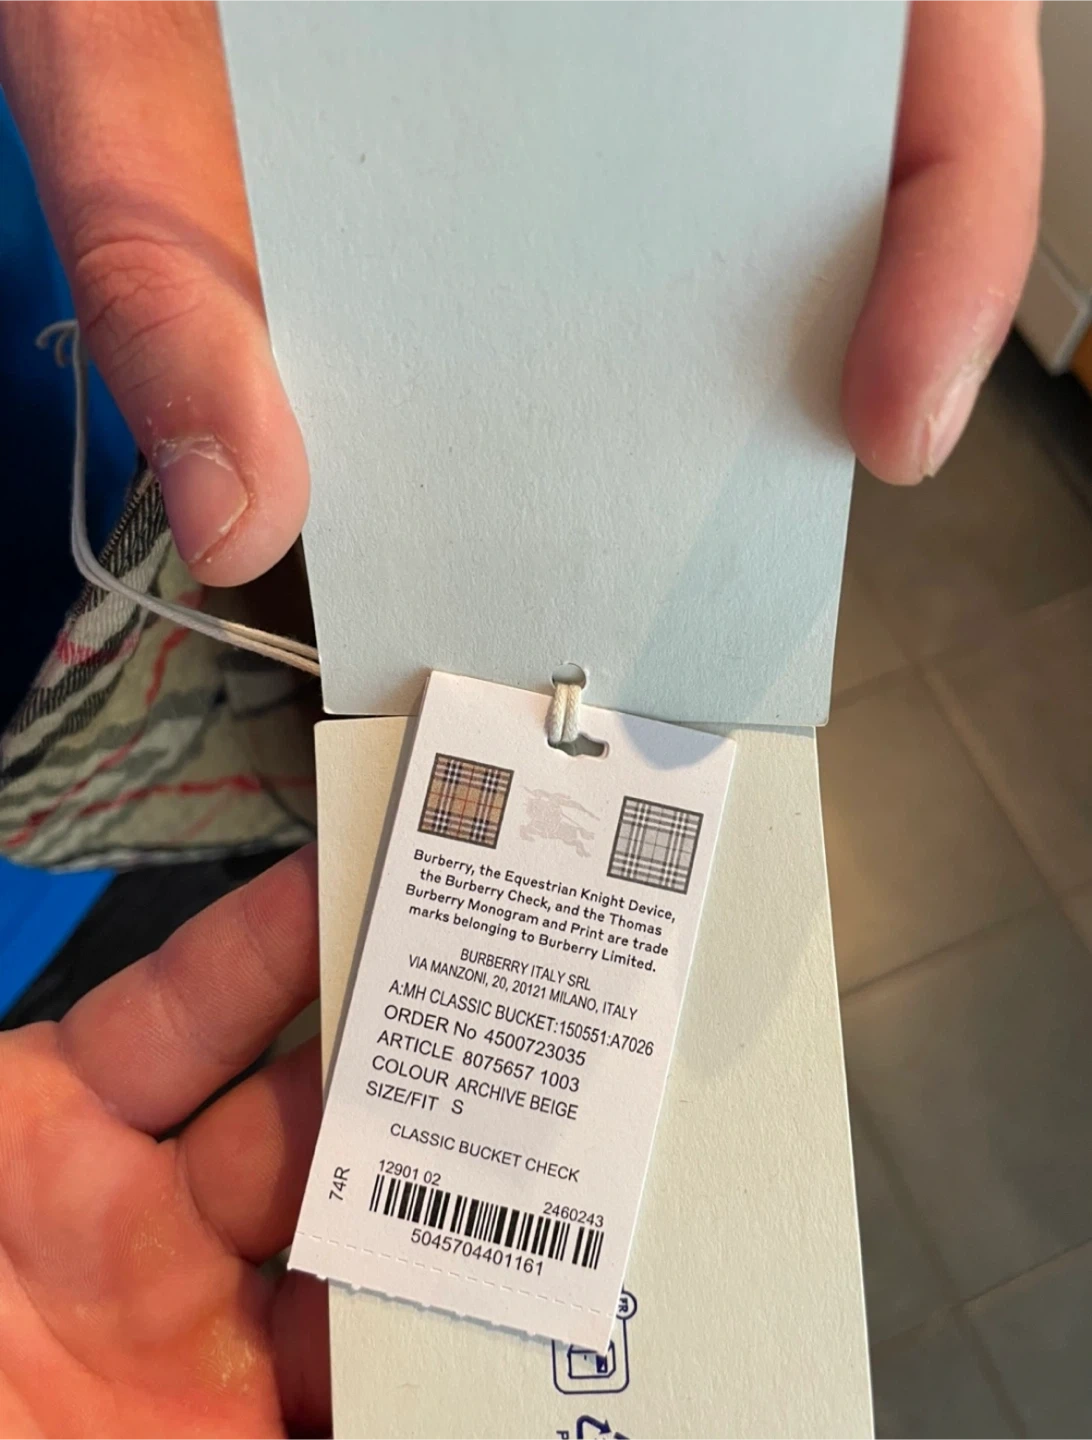 Burberry, the Equestrian Knight Device,
the Burberry Check, and the Thomas
Burberry Monogram and Print are trade
marks belonging to Burberry Limited.
BURBERRY ITALY SRL
VIA MANZONI, 20, 20121 MILANO, ITALY
A:MH CLASSIC BUCKET:150551:A7026
ORDER No 4500723035
ARTICLE 8075657 1003
COLOUR ARCHIVE BEIGE
SIZE/FIT S
CLASSIC BUCKET CHECK
74R
12901 02
2460243
5045704401161
FR